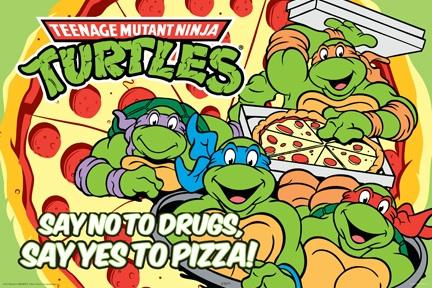 TEENAGE MUTANT NINJA
TURTLES
SAY NO TO DRUGS,
SAY YES TO PIZZA!